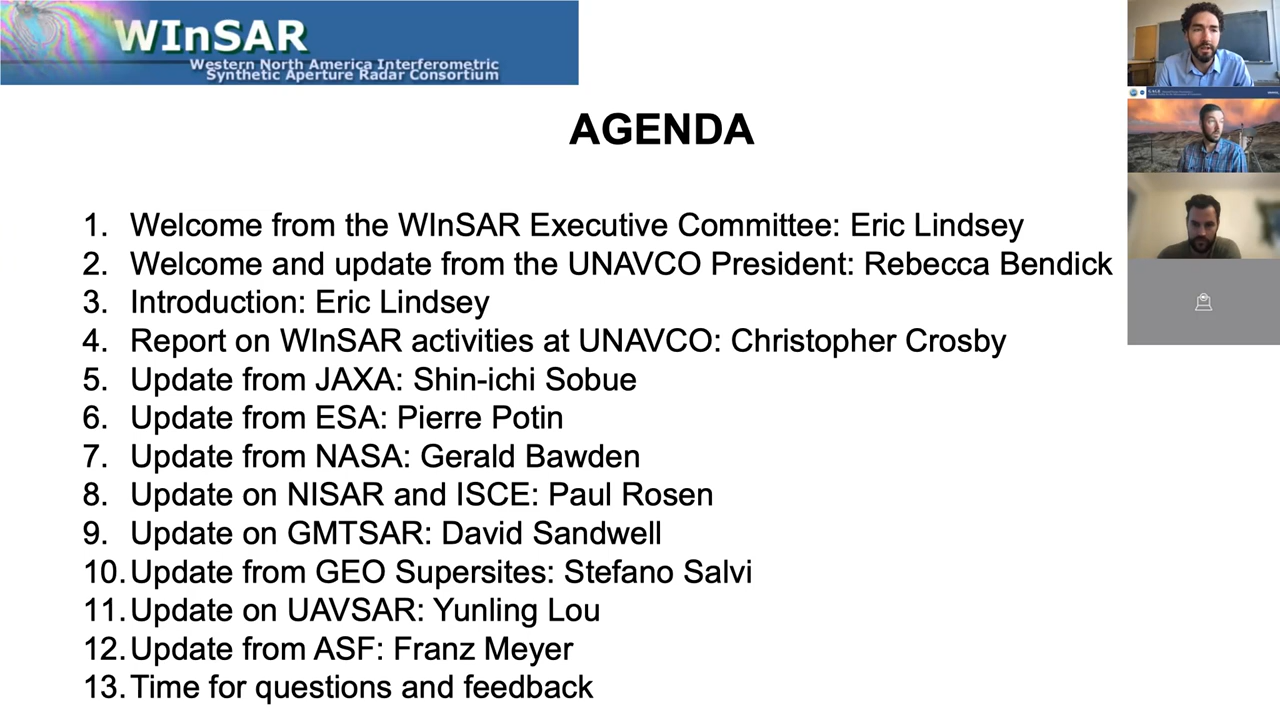 WInSAR
Western North America Interferometric
Synthetic Aperture Radar Consortium
AGENDA
1. Welcome from the WInSAR Executive Committee: Eric Lindsey
2. Welcome and update from the UNAVCO President: Rebecca Bendick
3. Introduction: Eric Lindsey
4. Report on WInSAR activities at UNAVCO: Christopher Crosby
5. Update from JAXA: Shin-ichi Sobue
6. Update from ESA: Pierre Potin
7. Update from NASA: Gerald Bawden
8. Update on NISAR and ISCE: Paul Rosen
9. Update on GMTSAR: David Sandwell
10. Update from GEO Supersites: Stefano Salvi
11. Update on UAVSAR: Yunling Lou
12. Update from ASF: Franz Meyer
13. Time for questions and feedback